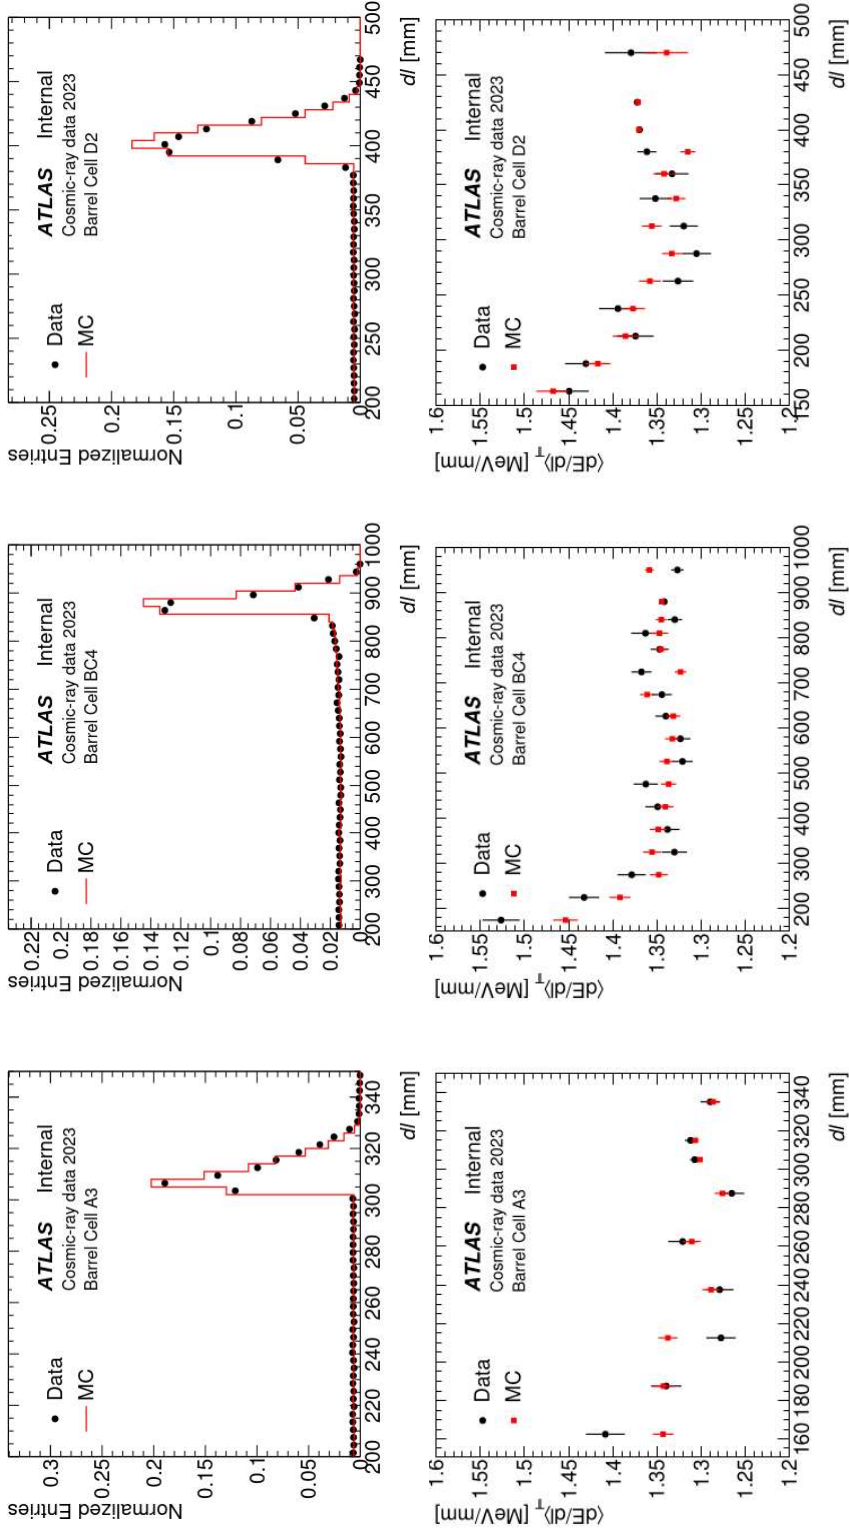 Normalized Entries
0.3
0.25
0.2
0.15
0.1
0.05
0
200 220 240 260 280 300 320 340
dl [mm]
Data
MC
ATLAS Internal
Cosmic-ray data 2023
Barrel Cell A3
Normalized Entries
0.22
0.2
0.18
0.16
0.14
0.12
0.1
0.08
0.06
0.04
0.02
0
200 300 400 500 600 700 800 900 1000
dl [mm]
Data
MC
ATLAS Internal
Cosmic-ray data 2023
Barrel Cell BC4
Normalized Entries
0.25
0.2
0.15
0.1
0.05
0
200 250 300 350 400 450 500
dl [mm]
Data
MC
ATLAS Internal
Cosmic-ray data 2023
Barrel Cell D2
⟨dE/dl⟩T [MeV/mm]
1.6
1.55
1.5
1.45
1.4
1.35
1.3
1.25
1.2
160 180 200 220 240 260 280 300 320 340
dl [mm]
Data
MC
ATLAS Internal
Cosmic-ray data 2023
Barrel Cell A3
⟨dE/dl⟩T [MeV/mm]
1.6
1.55
1.5
1.45
1.4
1.35
1.3
1.25
1.2
200 300 400 500 600 700 800 900 1000
dl [mm]
Data
MC
ATLAS Internal
Cosmic-ray data 2023
Barrel Cell BC4
⟨dE/dl⟩T [MeV/mm]
1.6
1.55
1.5
1.45
1.4
1.35
1.3
1.25
1.2
150 200 250 300 350 400 450 500
dl [mm]
Data
MC
ATLAS Internal
Cosmic-ray data 2023
Barrel Cell D2